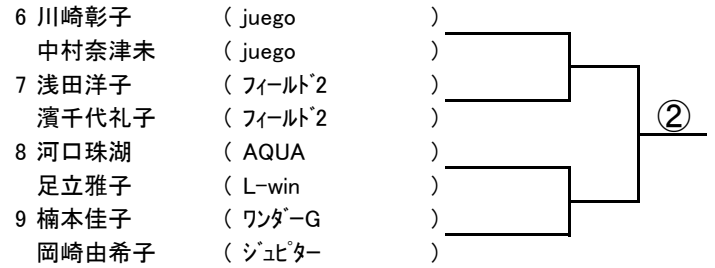 6 川崎彰子 ( juego )
中村奈津未 ( juego )
7 浅田洋子 ( フィールド2 )
濱千代礼子 ( フィールド2 )
②
8 河口珠湖 ( AQUA )
足立雅子 ( L-win )
9 楠本佳子 ( ワンダーG )
岡崎由希子 ( ジュピター )